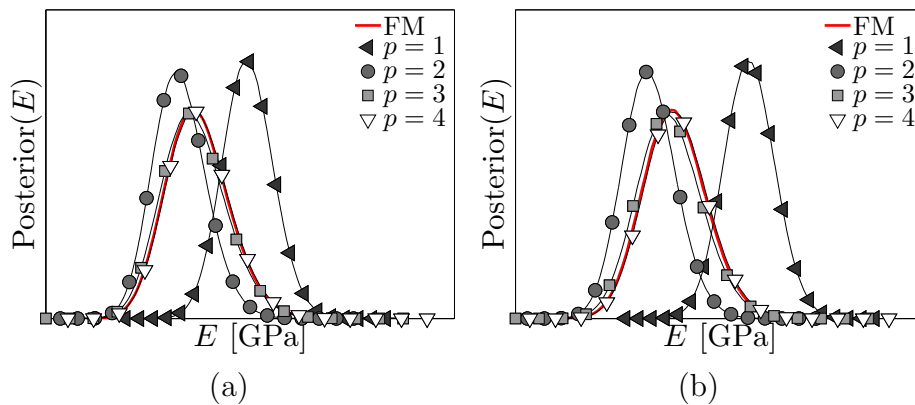 Posterior(E)
FM
p = 1
p = 2
p = 3
p = 4
E [GPa]
(a)
Posterior(E)
FM
p = 1
p = 2
p = 3
p = 4
E [GPa]
(b)